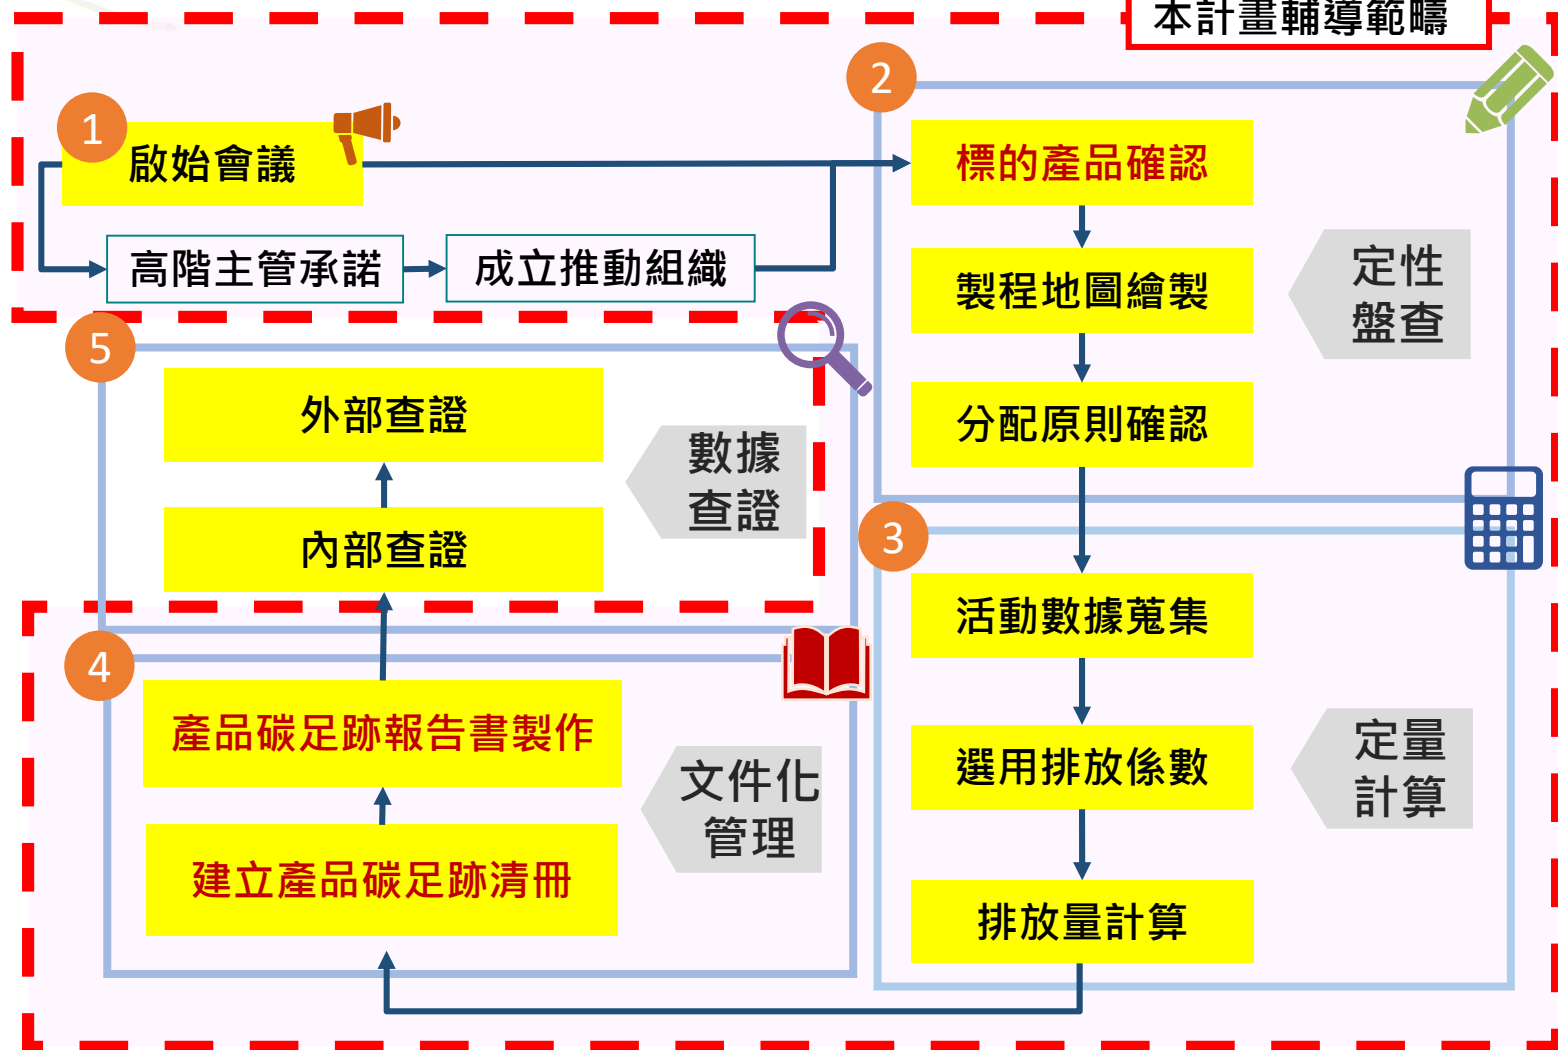 本計畫輔導範疇
1
啟始會議
高階主管承諾
成立推動組織
2
標的產品確認
製程地圖繪製
分配原則確認
定性
盤查
3
活動數據蒐集
選用排放係數
排放量計算
定量
計算
4
產品碳足跡報告書製作
建立產品碳足跡清冊
文件化
管理
5
外部查證
內部查證
數據
查證